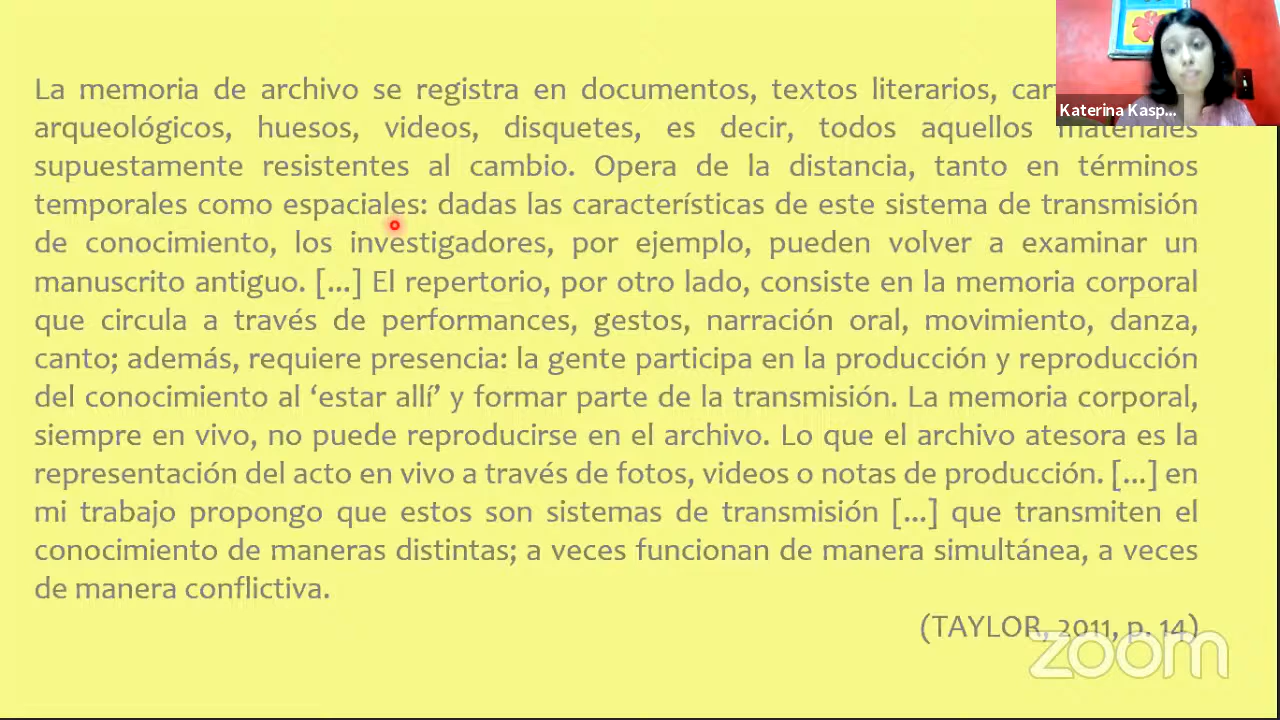 La memoria de archivo se registra en documentos, textos literarios,
arqueológicos, huesos, videos, disquetes, es decir, todos aquellos materiales
supuestamente resistentes al cambio. Opera de la distancia, tanto en términos
temporales como espaciales: dadas las características de este sistema de transmisión
de conocimiento, los investigadores, por ejemplo, pueden volver a examinar un
manuscrito antiguo. [...] El repertorio, por otro lado, consiste en la memoria corporal
que circula a través de performances, gestos, narración oral, movimiento, danza,
canto; además, requiere presencia: la gente participa en la producción y reproducción
del conocimiento al ‘estar allí’ y formar parte de la transmisión. La memoria corporal,
siempre en vivo, no puede reproducirse en el archivo. Lo que el archivo atesora es la
representación del acto en vivo a través de fotos, videos o notas de producción. [...] en
mi trabajo propongo que estos son sistemas de transmisión [...] que transmiten el
conocimiento de maneras distintas; a veces funcionan de manera simultánea, a veces
de manera conflictiva.
(TAYLOR, 2011, p. 14)
Katerina Kasp...
zoom